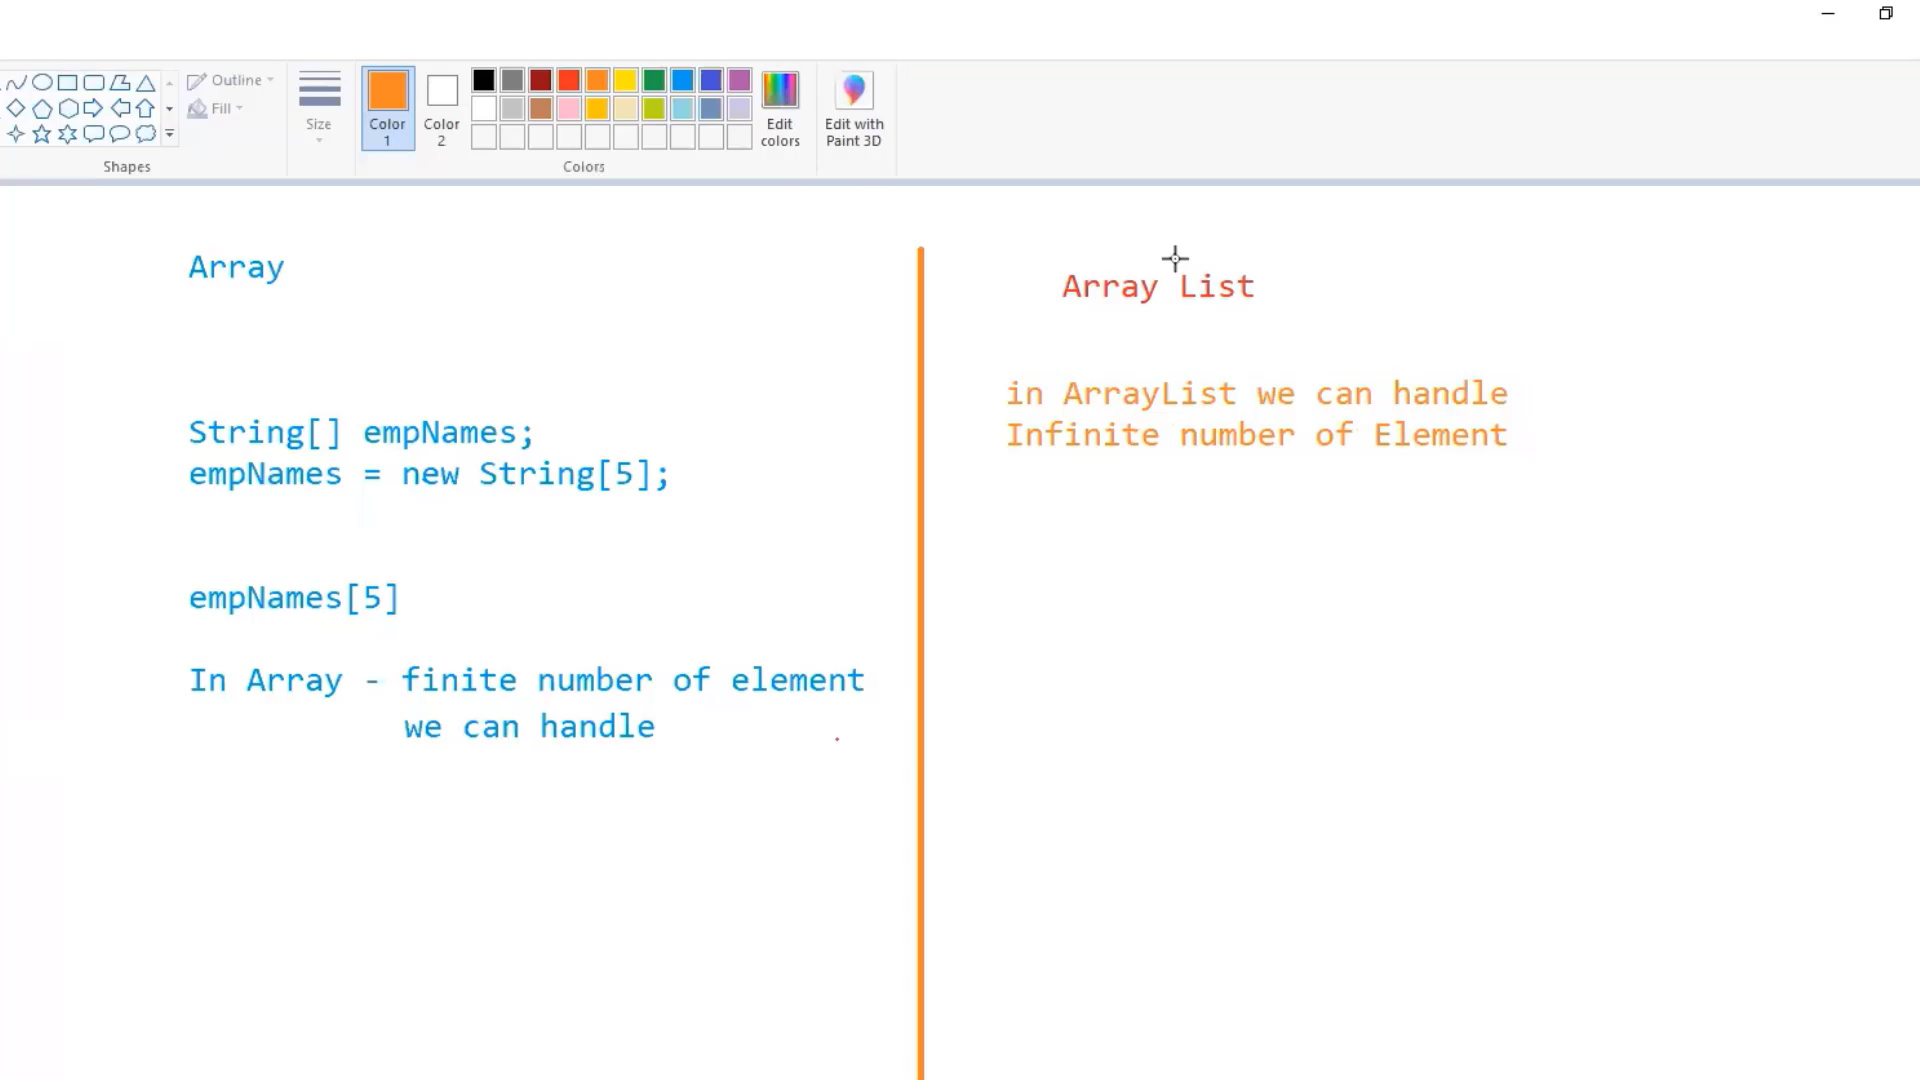 Outline
Fill
Shapes
Size
Color 1
Color 2
Colors
Edit colors
Edit with Paint 3D
Array
String[] empNames;
empNames = new String[5];
empNames[5]
In Array - finite number of element
we can handle
Array List
in ArrayList we can handle
Infinite number of Element